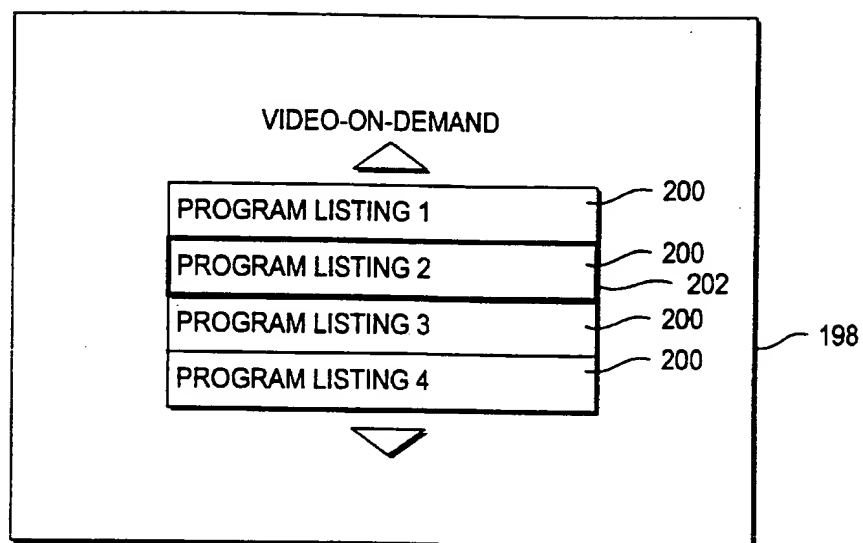 VIDEO-ON-DEMAND
PROGRAM LISTING 1
200
PROGRAM LISTING 2
200
202
PROGRAM LISTING 3
200
198
PROGRAM LISTING 4
200